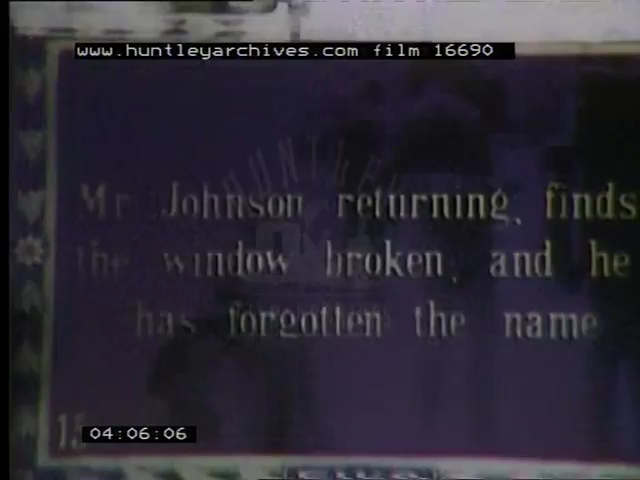 www.huntleyarchives.com film 16690
HUNTLEY
Mr Johnson returning, finds
the window broken, and he
has forgotten the name
04:06:06